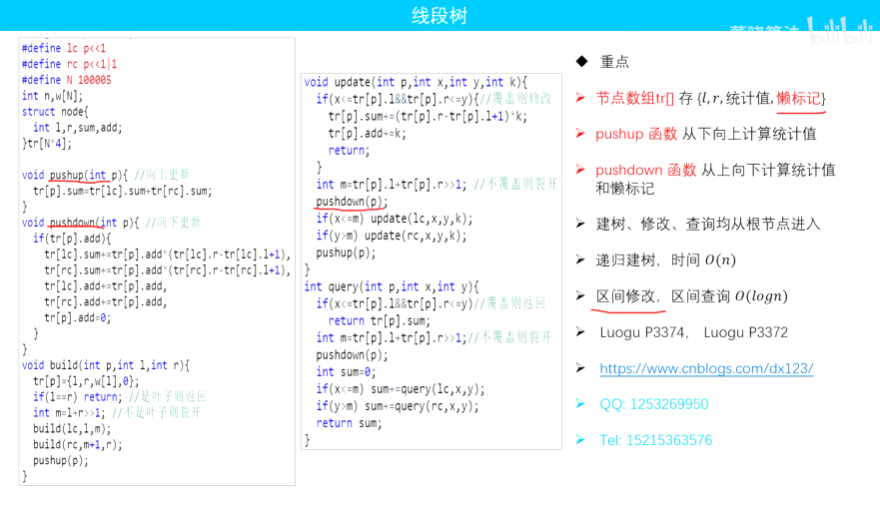 线段树
董晓算法 bilibili
#define lc p<<1
#define rc p<<1|1
#define N 100005
int n,w[N];
struct node{
  int l,r,sum,add;
}tr[N*4];
void pushup(int p){ //向上更新
  tr[p].sum=tr[lc].sum+tr[rc].sum;
}
void pushdown(int p){ //向下更新
  if(tr[p].add){
    tr[lc].sum+=tr[p].add*(tr[lc].r-tr[lc].l+1),
    tr[rc].sum+=tr[p].add*(tr[rc].r-tr[rc].l+1),
    tr[lc].add+=tr[p].add,
    tr[rc].add+=tr[p].add,
    tr[p].add=0;
  }
}
void build(int p,int l,int r){
  tr[p]={l,r,w[l],0};
  if(l==r) return; //是叶子则返回
  int m=l+r>>1; //不是叶子则裂开
  build(lc,l,m);
  build(rc,m+1,r);
  pushup(p);
}
void update(int p,int x,int y,int k){
  if(x<=tr[p].l&&tr[p].r<=y){//覆盖则修改
    tr[p].sum+=(tr[p].r-tr[p].l+1)*k;
    tr[p].add+=k;
    return;
  }
  int m=tr[p].l+tr[p].r>>1; //不覆盖则裂开
  pushdown(p);
  if(x<=m) update(lc,x,y,k);
  if(y>m) update(rc,x,y,k);
  pushup(p);
}
int query(int p,int x,int y){
  if(x<=tr[p].l&&tr[p].r<=y)//覆盖则返回
    return tr[p].sum;
  int m=tr[p].l+tr[p].r>>1;//不覆盖则裂开
  pushdown(p);
  int sum=0;
  if(x<=m) sum+=query(lc,x,y);
  if(y>m) sum+=query(rc,x,y);
  return sum;
}
◆ 重点
➢ 节点数组tr[] 存 {l,r,统计值,懒标记}
➢ pushup 函数 从下向上计算统计值
➢ pushdown 函数 从上向下计算统计值
和懒标记
➢ 建树、修改、查询均从根节点进入
➢ 递归建树，时间 O(n)
➢ 区间修改，区间查询 O(logn)
➢ Luogu P3374， Luogu P3372
➢ https://www.cnblogs.com/dx123/
➢ QQ: 1253269950
➢ Tel: 15215363576